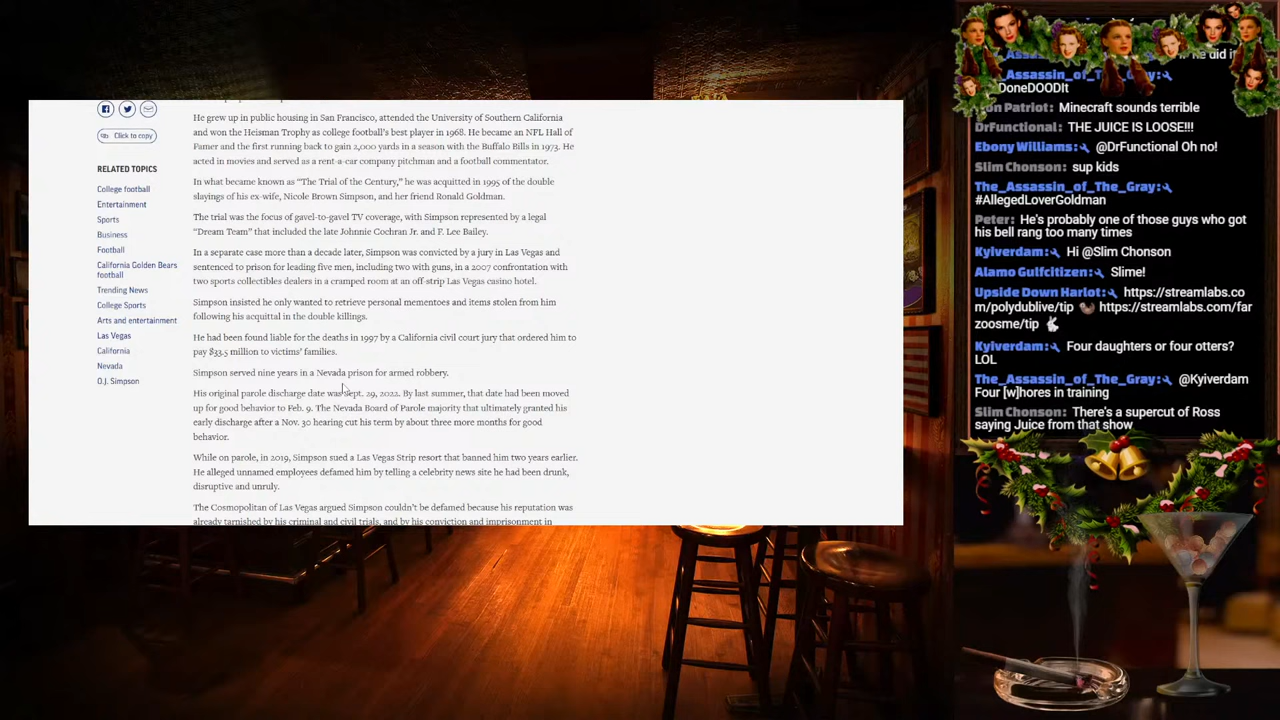 Click to copy
RELATED TOPICS
College football
Entertainment
Sports
Business
Football
California Golden Bears
football
Trending News
College Sports
Arts and entertainment
Las Vegas
California
Nevada
O.J. Simpson
He grew up in public housing in San Francisco, attended the University of Southern California
and won the Heisman Trophy as college football's best player in 1968. He became an NFL Hall of
Famer and the first running back to gain 2,000 yards in a season with the Buffalo Bills in 1973. He
acted in movies and served as a rent-a-car company pitchman and a football commentator.
In what became known as “The Trial of the Century,” he was acquitted in 1995 of the double
slayings of his ex-wife, Nicole Brown Simpson, and her friend Ronald Goldman.
The trial was the focus of gavel-to-gavel TV coverage, with Simpson represented by a legal
“Dream Team” that included the late Johnnie Cochran Jr. and F. Lee Bailey.
In a separate case more than a decade later, Simpson was convicted by a jury in Las Vegas and
sentenced to prison for leading five men, including two with guns, in a 2007 confrontation with
two sports collectibles dealers in a cramped room at an off-strip Las Vegas casino hotel.
Simpson insisted he only wanted to retrieve personal mementoes and items stolen from him
following his acquittal in the double killings.
He had been found liable for the deaths in 1997 by a California civil court jury that ordered him to
pay $33.5 million to victims' families.
Simpson served nine years in a Nevada prison for armed robbery.
His original parole discharge date was Sept. 29, 2022. By last summer, that date had been moved
up for good behavior to Feb. 9. The Nevada Board of Parole majority that ultimately granted his
early discharge after a Nov. 30 hearing cut his term by about three more months for good
behavior.
While on parole, in 2019, Simpson sued a Las Vegas Strip resort that banned him two years earlier.
He alleged unnamed employees defamed him by telling a celebrity news site he had been drunk,
disruptive and unruly.
The Cosmopolitan of Las Vegas argued Simpson couldn't be defamed because his reputation was
already tarnished by his criminal and civil trials, and by his conviction and imprisonment in
he did it
_Assassin_of_The_Gray:
DoneDOODIt
Patriot: Minecraft sounds terrible
DrFunctional: THE JUICE IS LOOSE!!!
Ebony Williams: @DrFunctional Oh no!
Slim Chonson: sup kids
The_Assassin_of_The_Gray:
#AllegedLoverGoldman
Peter: He's probably one of those guys who got
his bell rang too many times
Kyiverdam: Hi @Slim Chonson
Alamo Gulfcitizen: Slime!
Upside Down Harlot: https://streamlabs.co
m/polydublive/tip https://streamlabs.com/far
zoosme/tip
Kyiverdam: Four daughters or four otters?
LOL
The_Assassin_of_The_Gray: @Kyiverdam
Four [w]hores in training
Slim Chonson: There's a supercut of Ross
saying Juice from that show